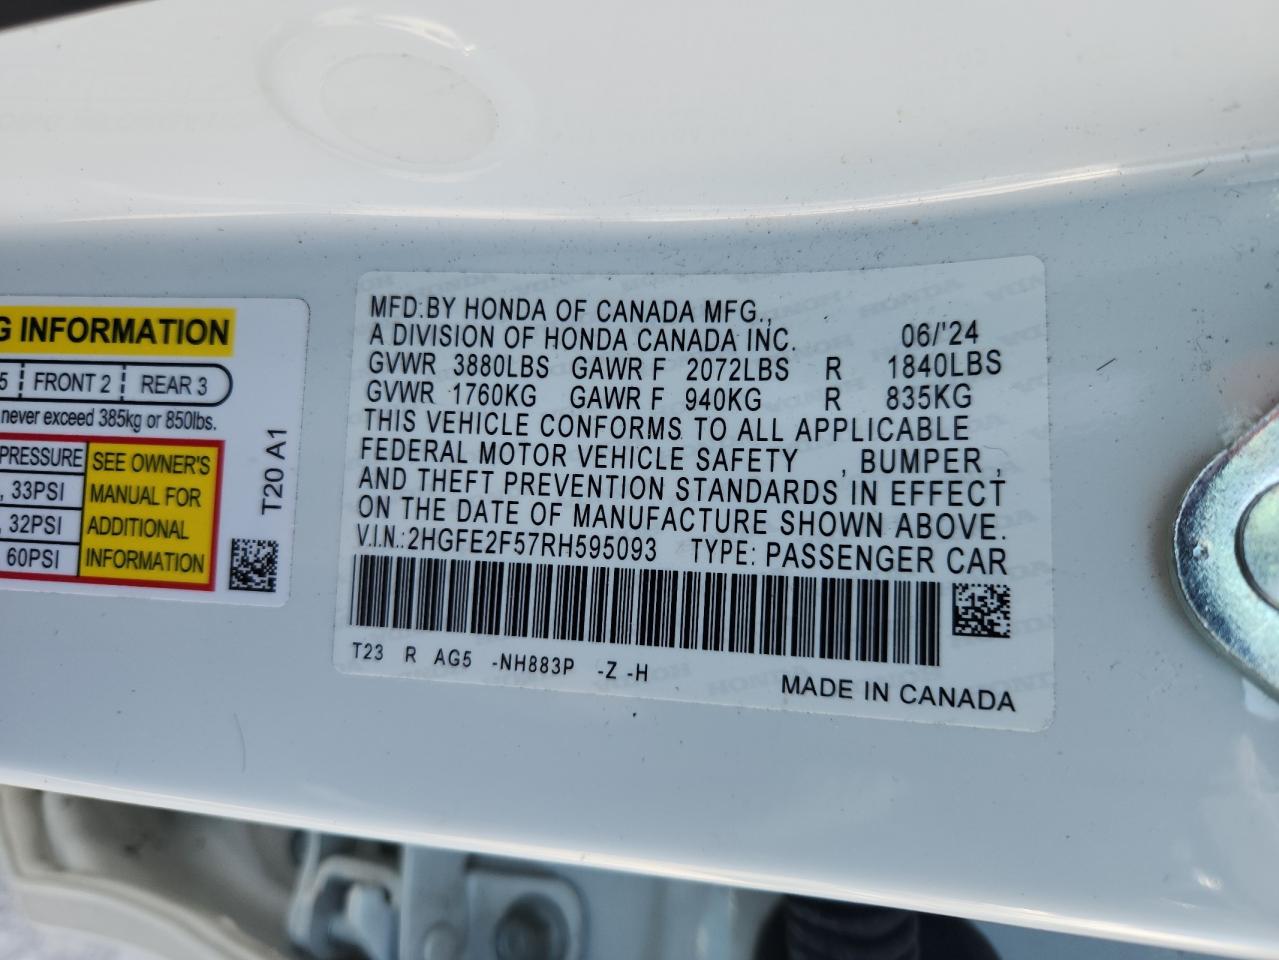 G INFORMATION
5 FRONT 2 REAR 3
never exceed 385kg or 850lbs.
PRESSURE SEE OWNER'S
, 33PSI MANUAL FOR
, 32PSI ADDITIONAL
60PSI INFORMATION
T20 A1
MFD.BY HONDA OF CANADA MFG.,
A DIVISION OF HONDA CANADA INC. 06/'24
GVWR 3880LBS GAWR F 2072LBS R 1840LBS
GVWR 1760KG GAWR F 940KG R 835KG
THIS VEHICLE CONFORMS TO ALL APPLICABLE
FEDERAL MOTOR VEHICLE SAFETY , BUMPER ,
AND THEFT PREVENTION STANDARDS IN EFFECT
ON THE DATE OF MANUFACTURE SHOWN ABOVE.
V.I.N.:2HGFE2F57RH595093 TYPE: PASSENGER CAR
T23 R AG5 -NH883P -Z -H
MADE IN CANADA